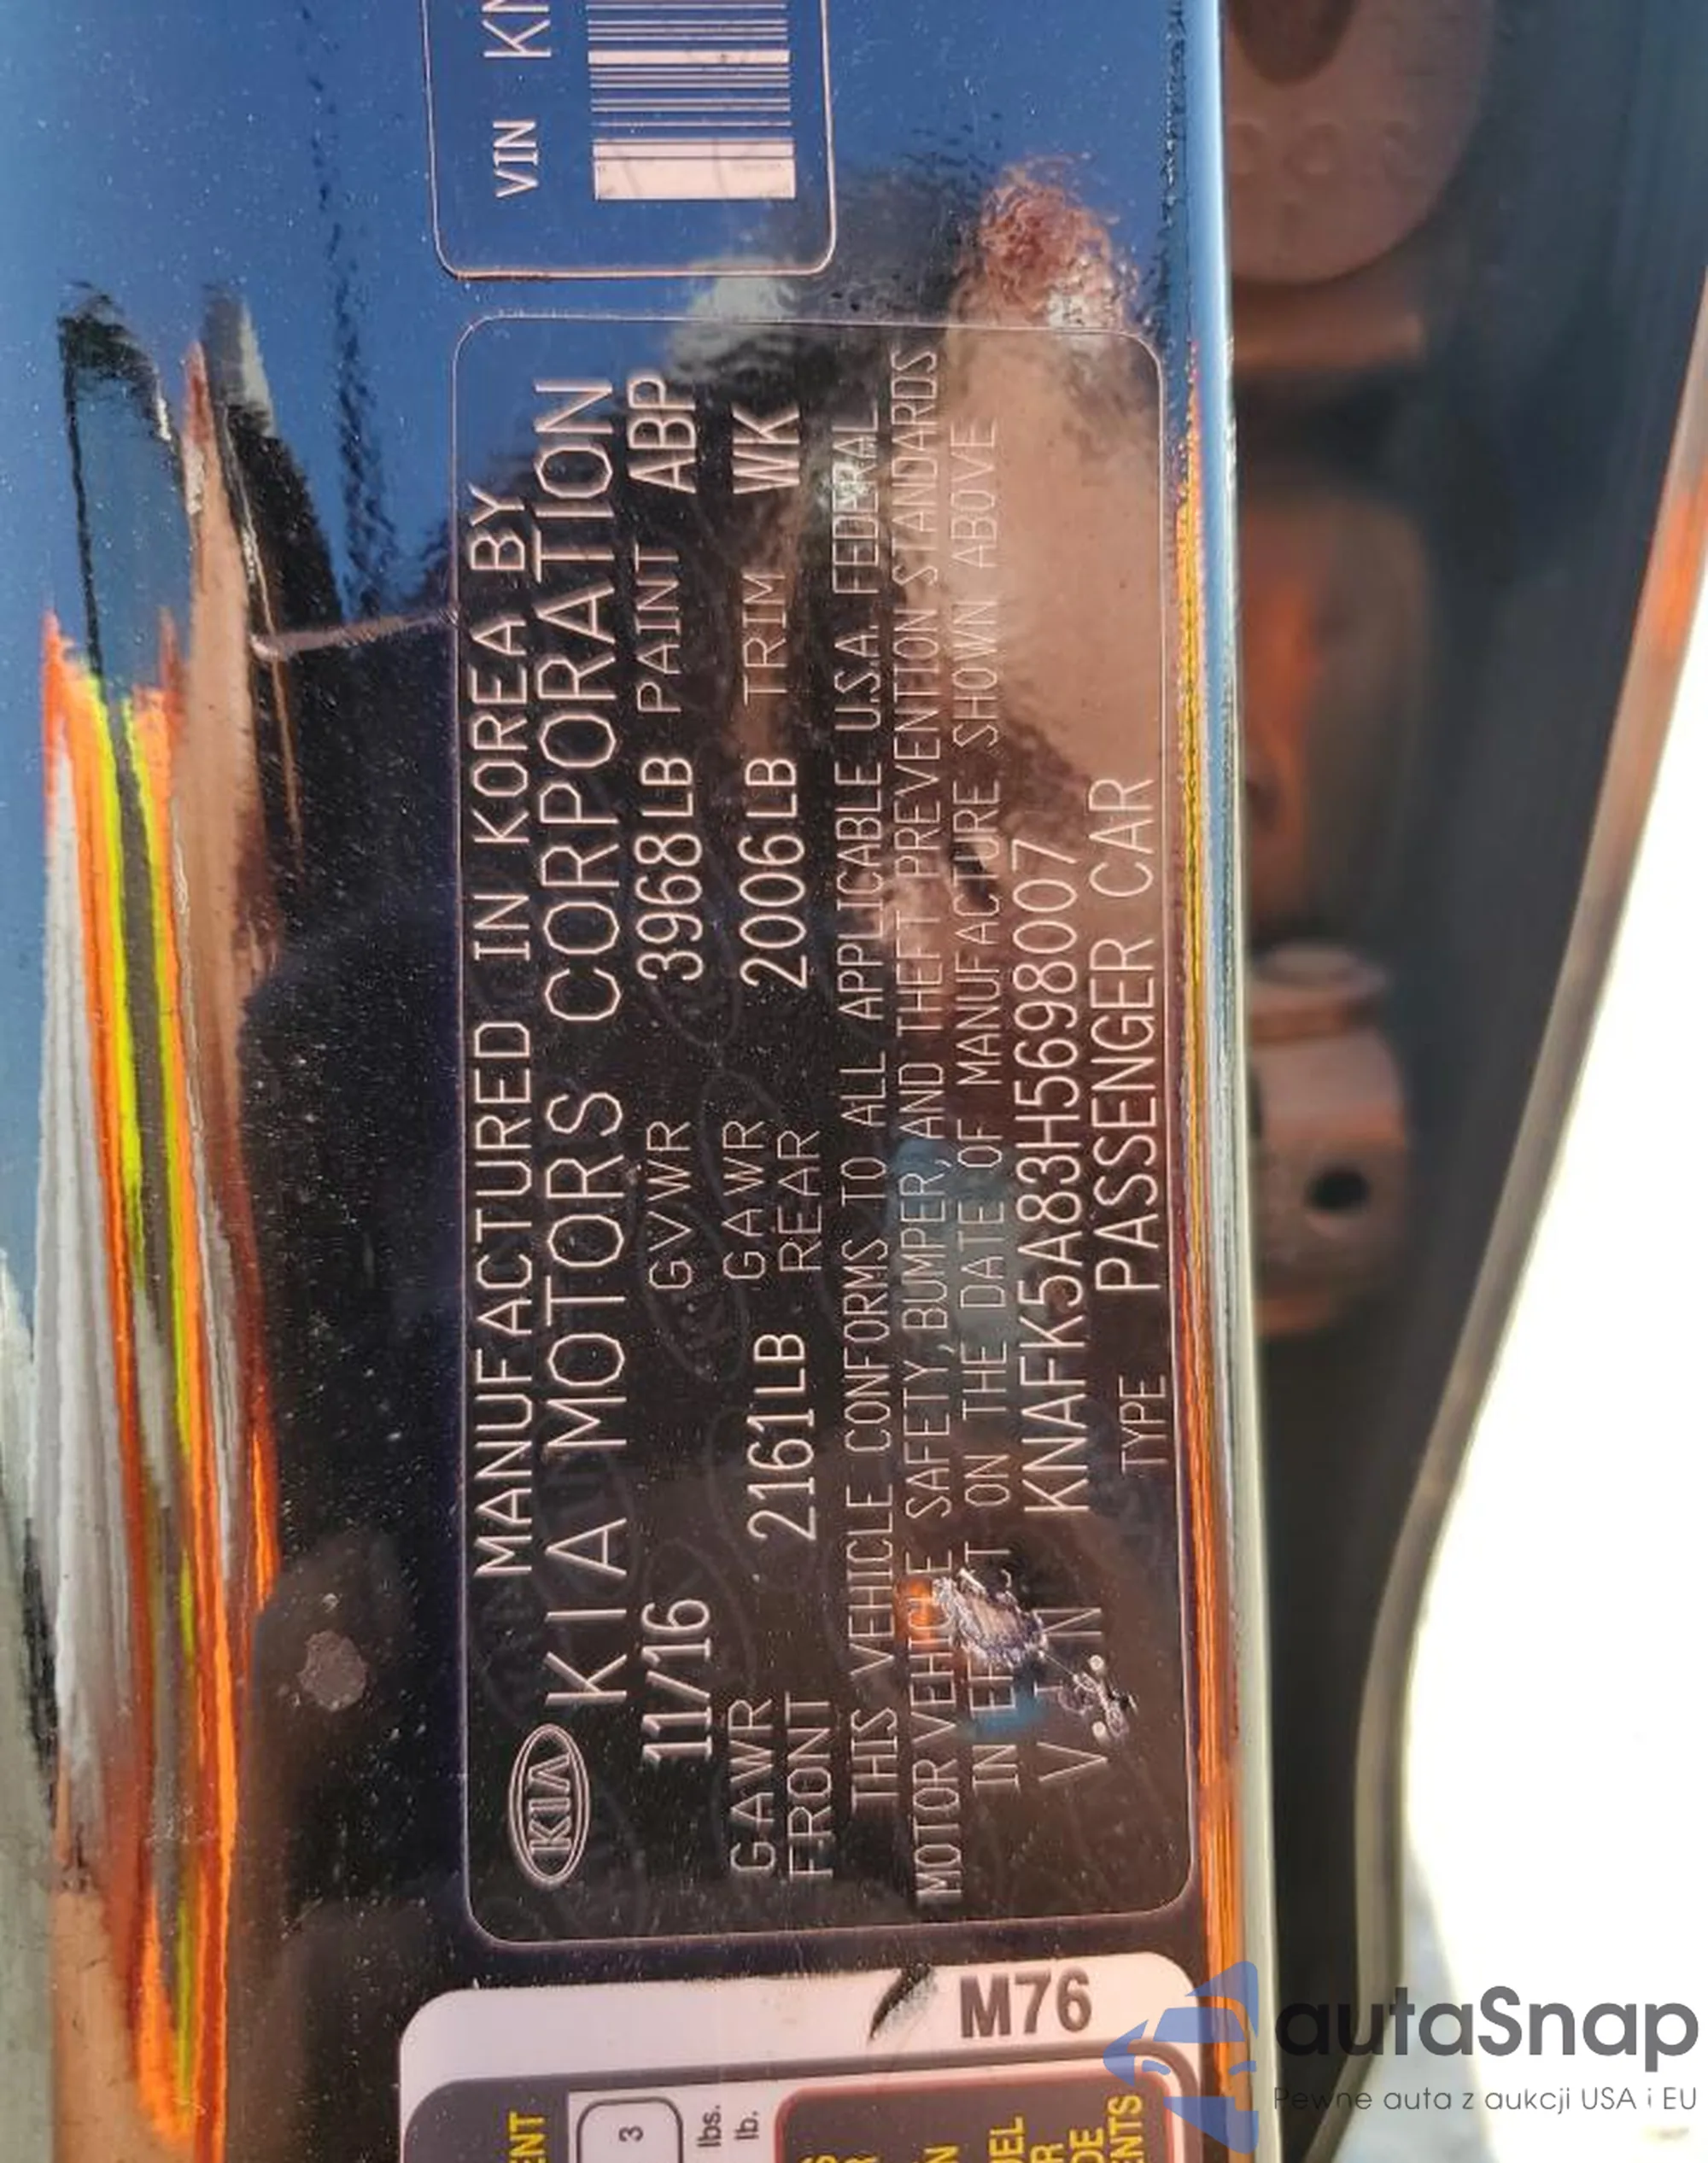 VIN KN
MANUFACTURED IN KOREA BY
KIA KIA MOTORS CORPORATION
11/16 GVWR 3968LB PAINT ABP
GAWR FRONT 2161LB GAWR REAR 2006LB TRIM WK
THIS VEHICLE CONFORMS TO ALL APPLICABLE U.S.A. FEDERAL
MOTOR VEHICLE SAFETY, BUMPER, AND THEFT PREVENTION STANDARDS
IN EFFECT ON THE DATE OF MANUFACTURE SHOWN ABOVE
V.I.N : KNAFK5A83H5698007
TYPE PASSENGER CAR
M76
3
lbs.
lb.
autaSnap
Pewne auta z aukcji USA i EU